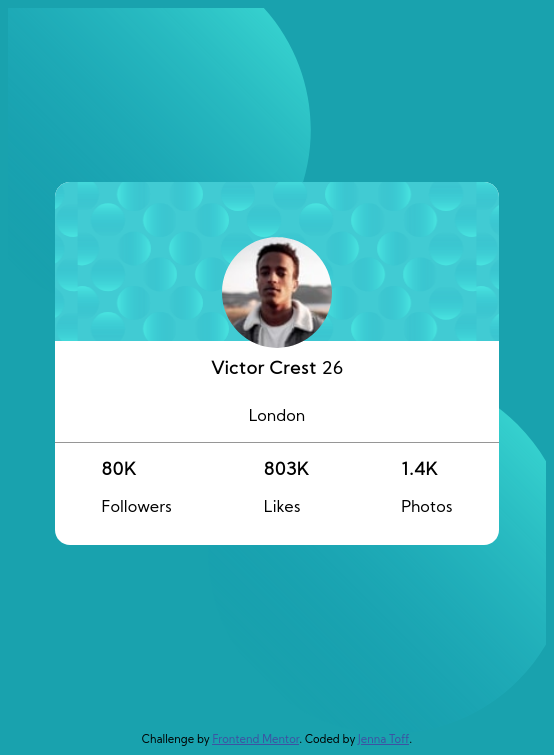 Victor Crest 26
London
80K 803K 1.4K
Followers Likes Photos
Challenge by Frontend Mentor. Coded by Jenna Toff.